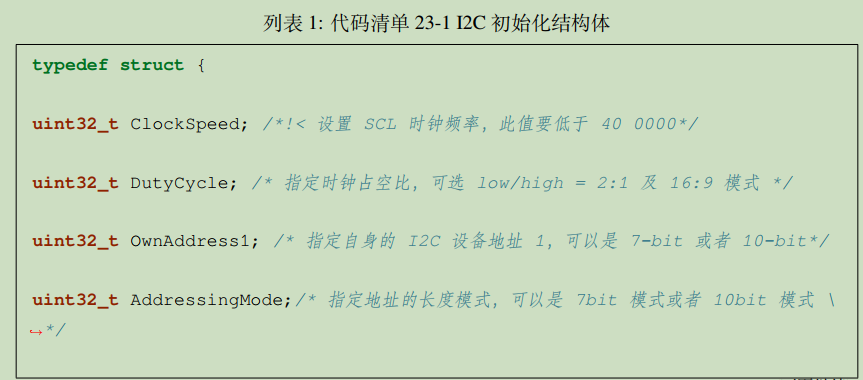 列表 1: 代码清单 23-1 I2C 初始化结构体
typedef struct {
uint32_t ClockSpeed; /*!< 设置 SCL 时钟频率，此值要低于 40 0000*/
uint32_t DutyCycle; /* 指定时钟占空比，可选 low/high = 2:1 及 16:9 模式 */
uint32_t OwnAddress1; /* 指定自身的 I2C 设备地址 1，可以是 7-bit 或者 10-bit*/
uint32_t AddressingMode;/* 指定地址的长度模式，可以是 7bit 模式或者 10bit 模式 \
↪*/